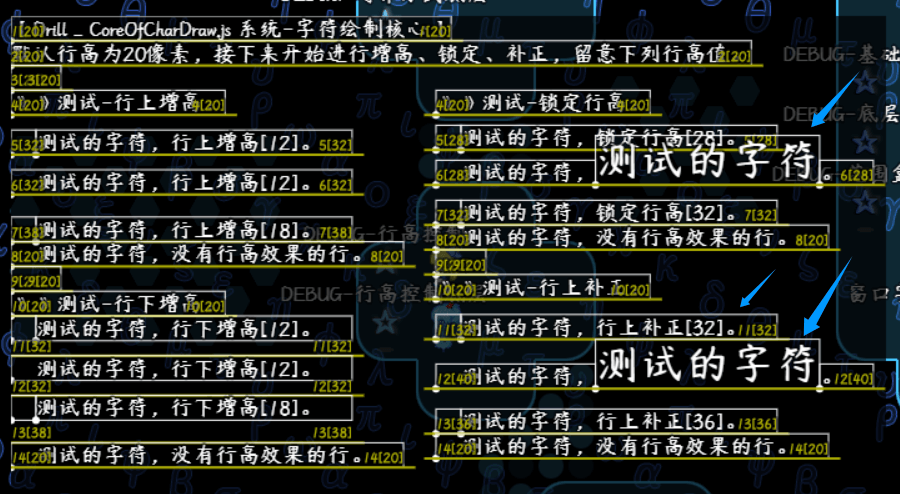 [ Drill _ CoreOfCharDraw.js 系统-字符绘制核心 ]
默认行高为20像素，接下来开始进行增高、锁定、补正，留意下列行高值 2[20]
3[20]
4[20] 测试-行上增高 4[20]
5[32] 测试的字符，行上增高[12]。 5[32]
6[32] 测试的字符，行上增高[12]。 6[32]
7[38] 测试的字符，行上增高[18]。 7[38]
8[20] 测试的字符，没有行高效果的行。 8[20]
9[20]
10[20] 测试-行下增高 10[20]
测试的字符，行下增高[12]。
11[32] 11[32]
测试的字符，行下增高[12]。
12[32] 12[32]
测试的字符，行下增高[18]。
13[38] 13[38]
14[20] 测试的字符，没有行高效果的行。 14[20]
4[20] 测试-锁定行高 4[20]
5[28] 测试的字符，锁定行高[28]。 5[28]
6[28] 测试的字符，测试的字符。 6[28]
7[32] 测试的字符，锁定行高[32]。 7[32]
8[20] 测试的字符，没有行高效果的行。 8[20]
9[20]
10[20] 测试-行上补正 10[20]
11[32] 测试的字符，行上补正[32]。 11[32]
12[40] 测试的字符，测试的字符。 12[40]
13[36] 测试的字符，行上补正[36]。 13[36]
14[20] 测试的字符，没有行高效果的行。 14[20]
DEBUG-基础
DEBUG-底层
DEBUG-行高控制
窗口字